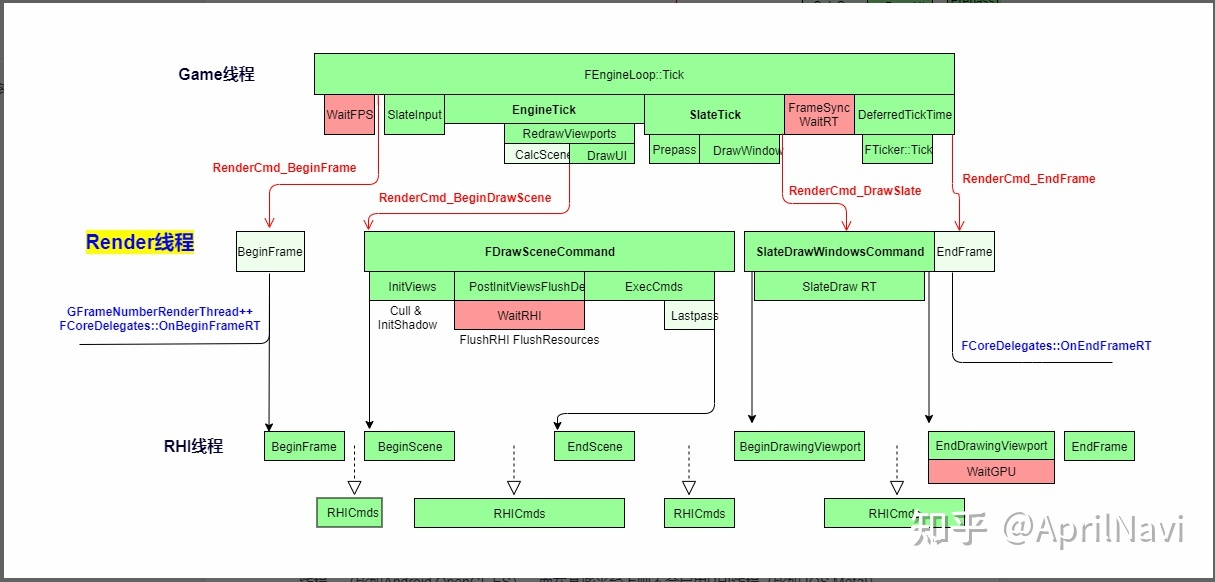 Game线程
FEngineLoop::Tick
WaitFPS
SlateInput
EngineTick
SlateTick
FrameSync
WaitRT
DeferredTickTime
RedrawViewports
CalcScene
DrawUI
Prepass
DrawWindow
FTicker::Tick
RenderCmd_BeginFrame
RenderCmd_BeginDrawScene
RenderCmd_DrawSlate
RenderCmd_EndFrame
Render线程
BeginFrame
FDrawSceneCommand
SlateDrawWindowsCommand
EndFrame
InitViews
PostInitViewsFlushDe
ExecCmds
SlateDraw RT
Cull &
InitShadow
WaitRHI
Lastpass
FlushRHI FlushResources
GFrameNumberRenderThread++
FCoreDelegates::OnBeginFrameRT
FCoreDelegates::OnEndFrameRT
RHI线程
BeginFrame
BeginScene
EndScene
BeginDrawingViewport
EndDrawingViewport
EndFrame
WaitGPU
RHICmds
RHICmds
RHICmds
RHICmds
知乎 @AprilNavi